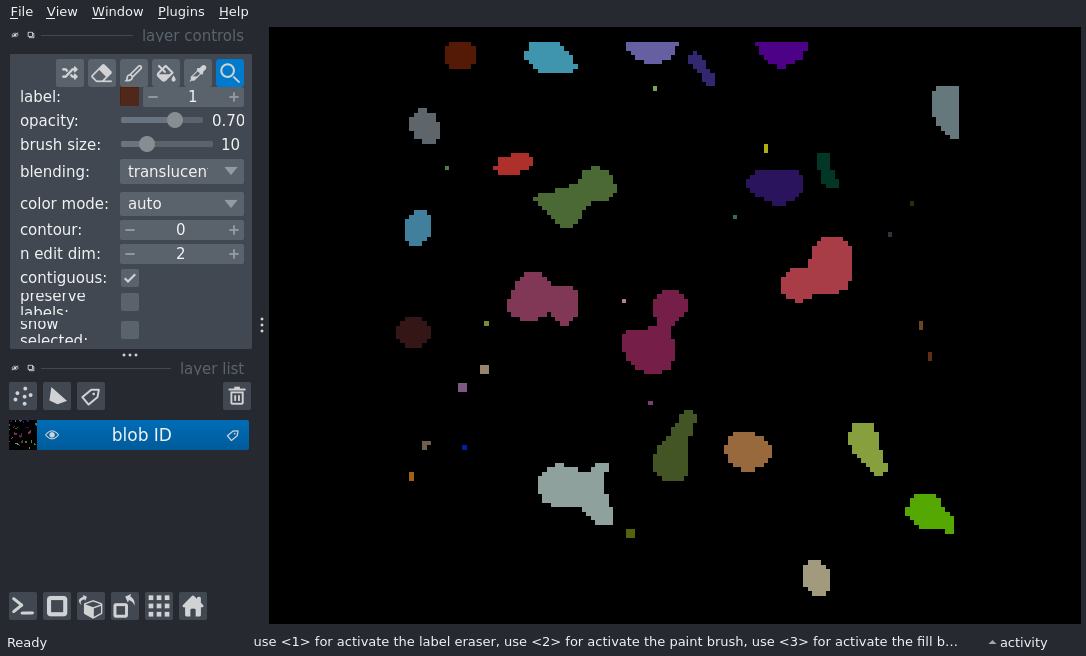 File View Window Plugins Help
layer controls
label: 1
opacity: 0.70
brush size: 10
blending: translucen
color mode: auto
contour: 0
n edit dim: 2
contiguous:
preserve
labels:
show
selected:
layer list
blob ID
Ready use <1> for activate the label eraser, use <2> for activate the paint brush, use <3> for activate the fill b... activity